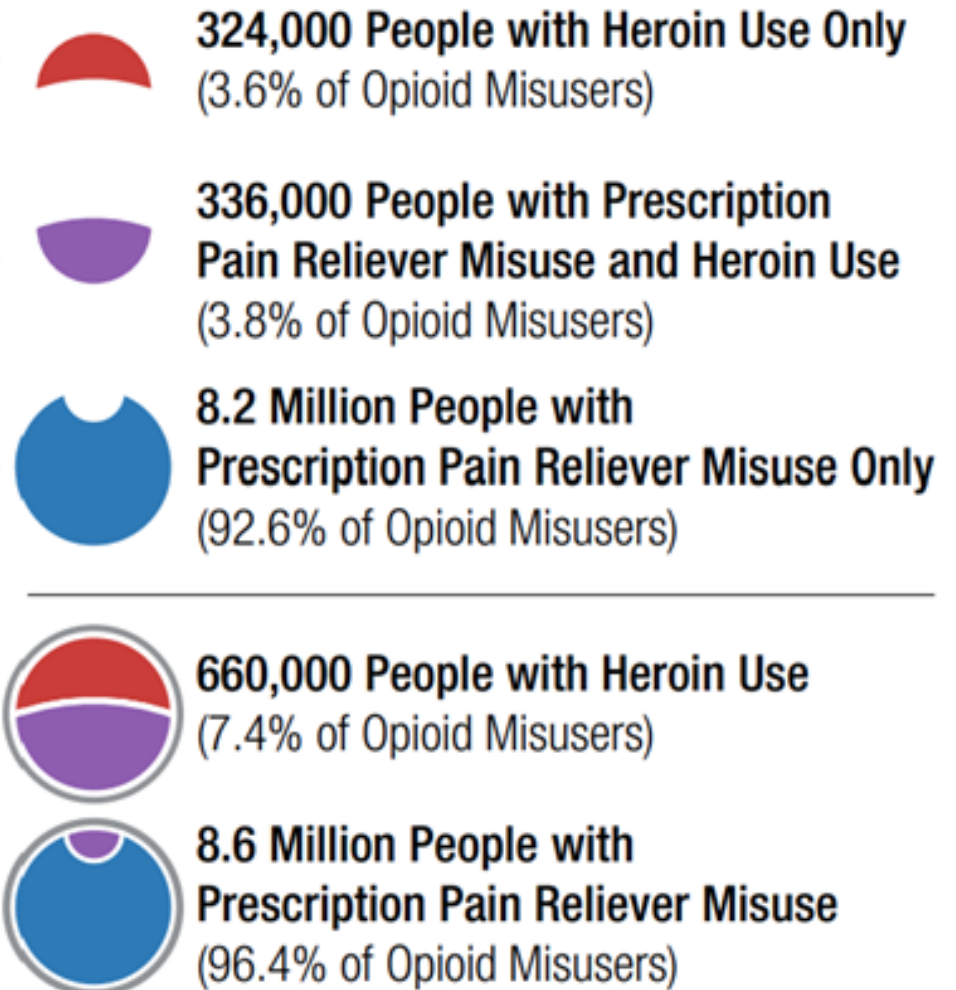 324,000 People with Heroin Use Only
(3.6% of Opioid Misusers)
336,000 People with Prescription
Pain Reliever Misuse and Heroin Use
(3.8% of Opioid Misusers)
8.2 Million People with
Prescription Pain Reliever Misuse Only
(92.6% of Opioid Misusers)
660,000 People with Heroin Use
(7.4% of Opioid Misusers)
8.6 Million People with
Prescription Pain Reliever Misuse
(96.4% of Opioid Misusers)